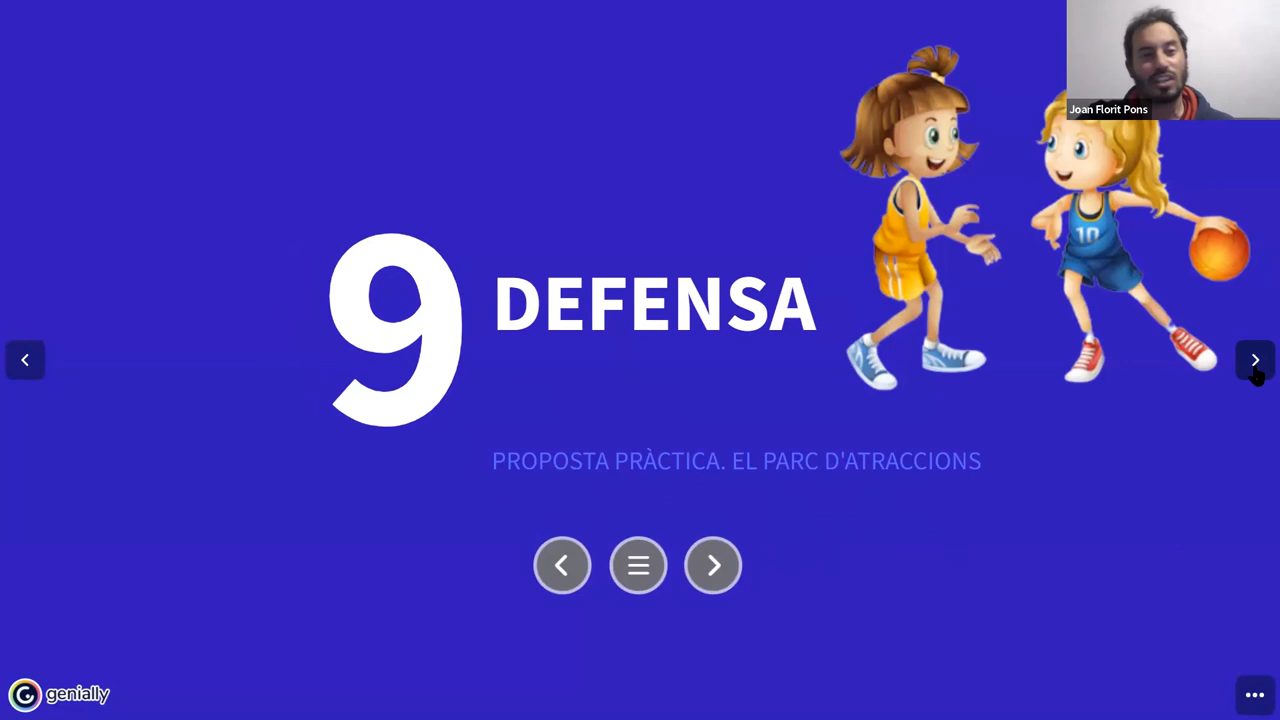 Joan Florit Pons
10
9
DEFENSA
PROPOSTA PRÀCTICA. EL PARC D'ATRACCIONS
genially